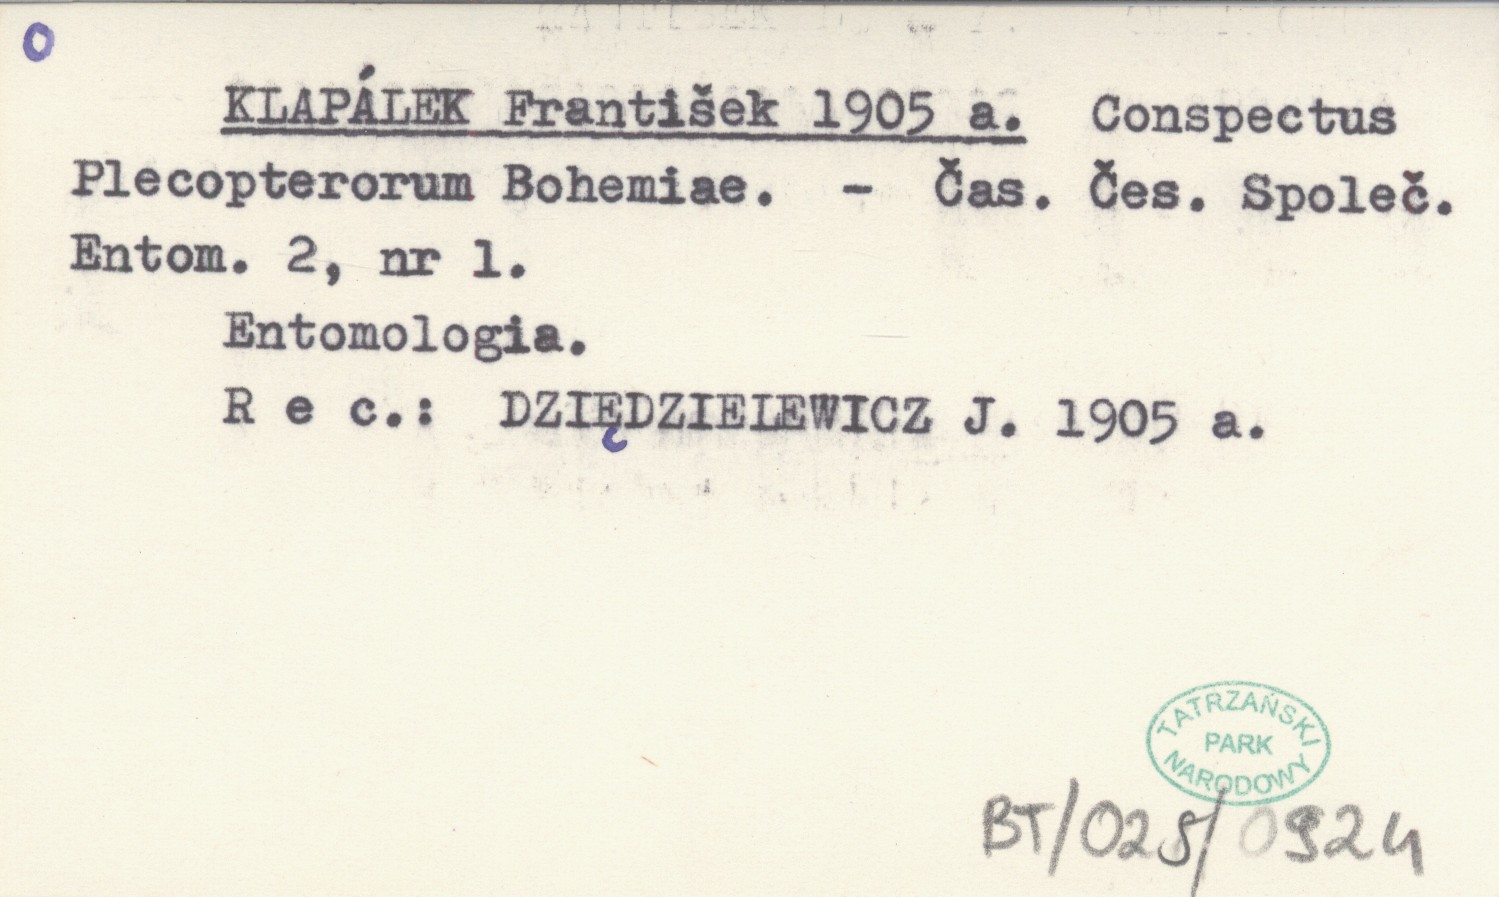 o
KLAPÁLEK František 1905 a. Conspectus
Plecopterorum Bohemiae. - Čas. Čes. Společ.
Entom. 2, nr 1.
Entomologia.
R e c.: DZIĘDZIELEWICZ J. 1905 a.
TATRZAŃSKI
PARK
NARODOWY
BT/025/0924